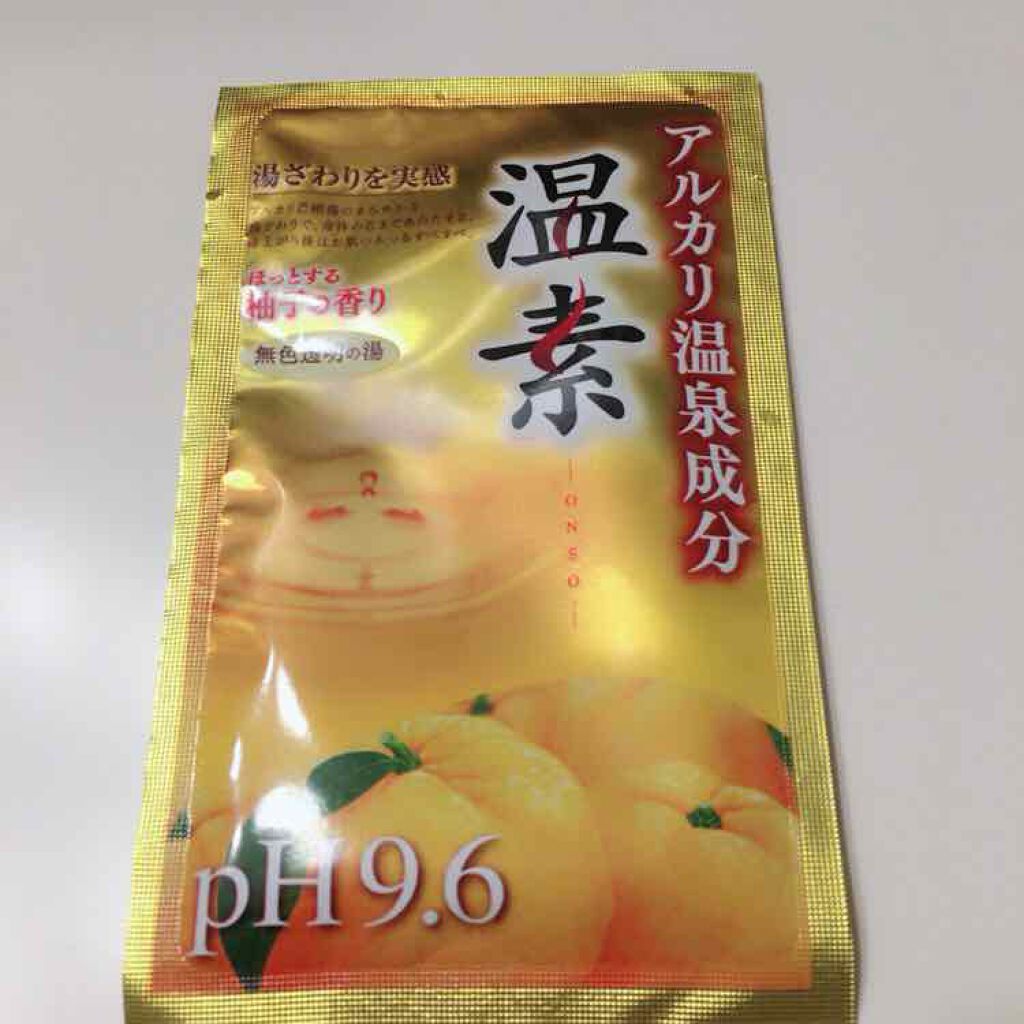 アルカリ温泉成分
温素
ONSO
湯ざわりを実感
ほっとする
柚子の香り
無色透明の湯
pH9.6